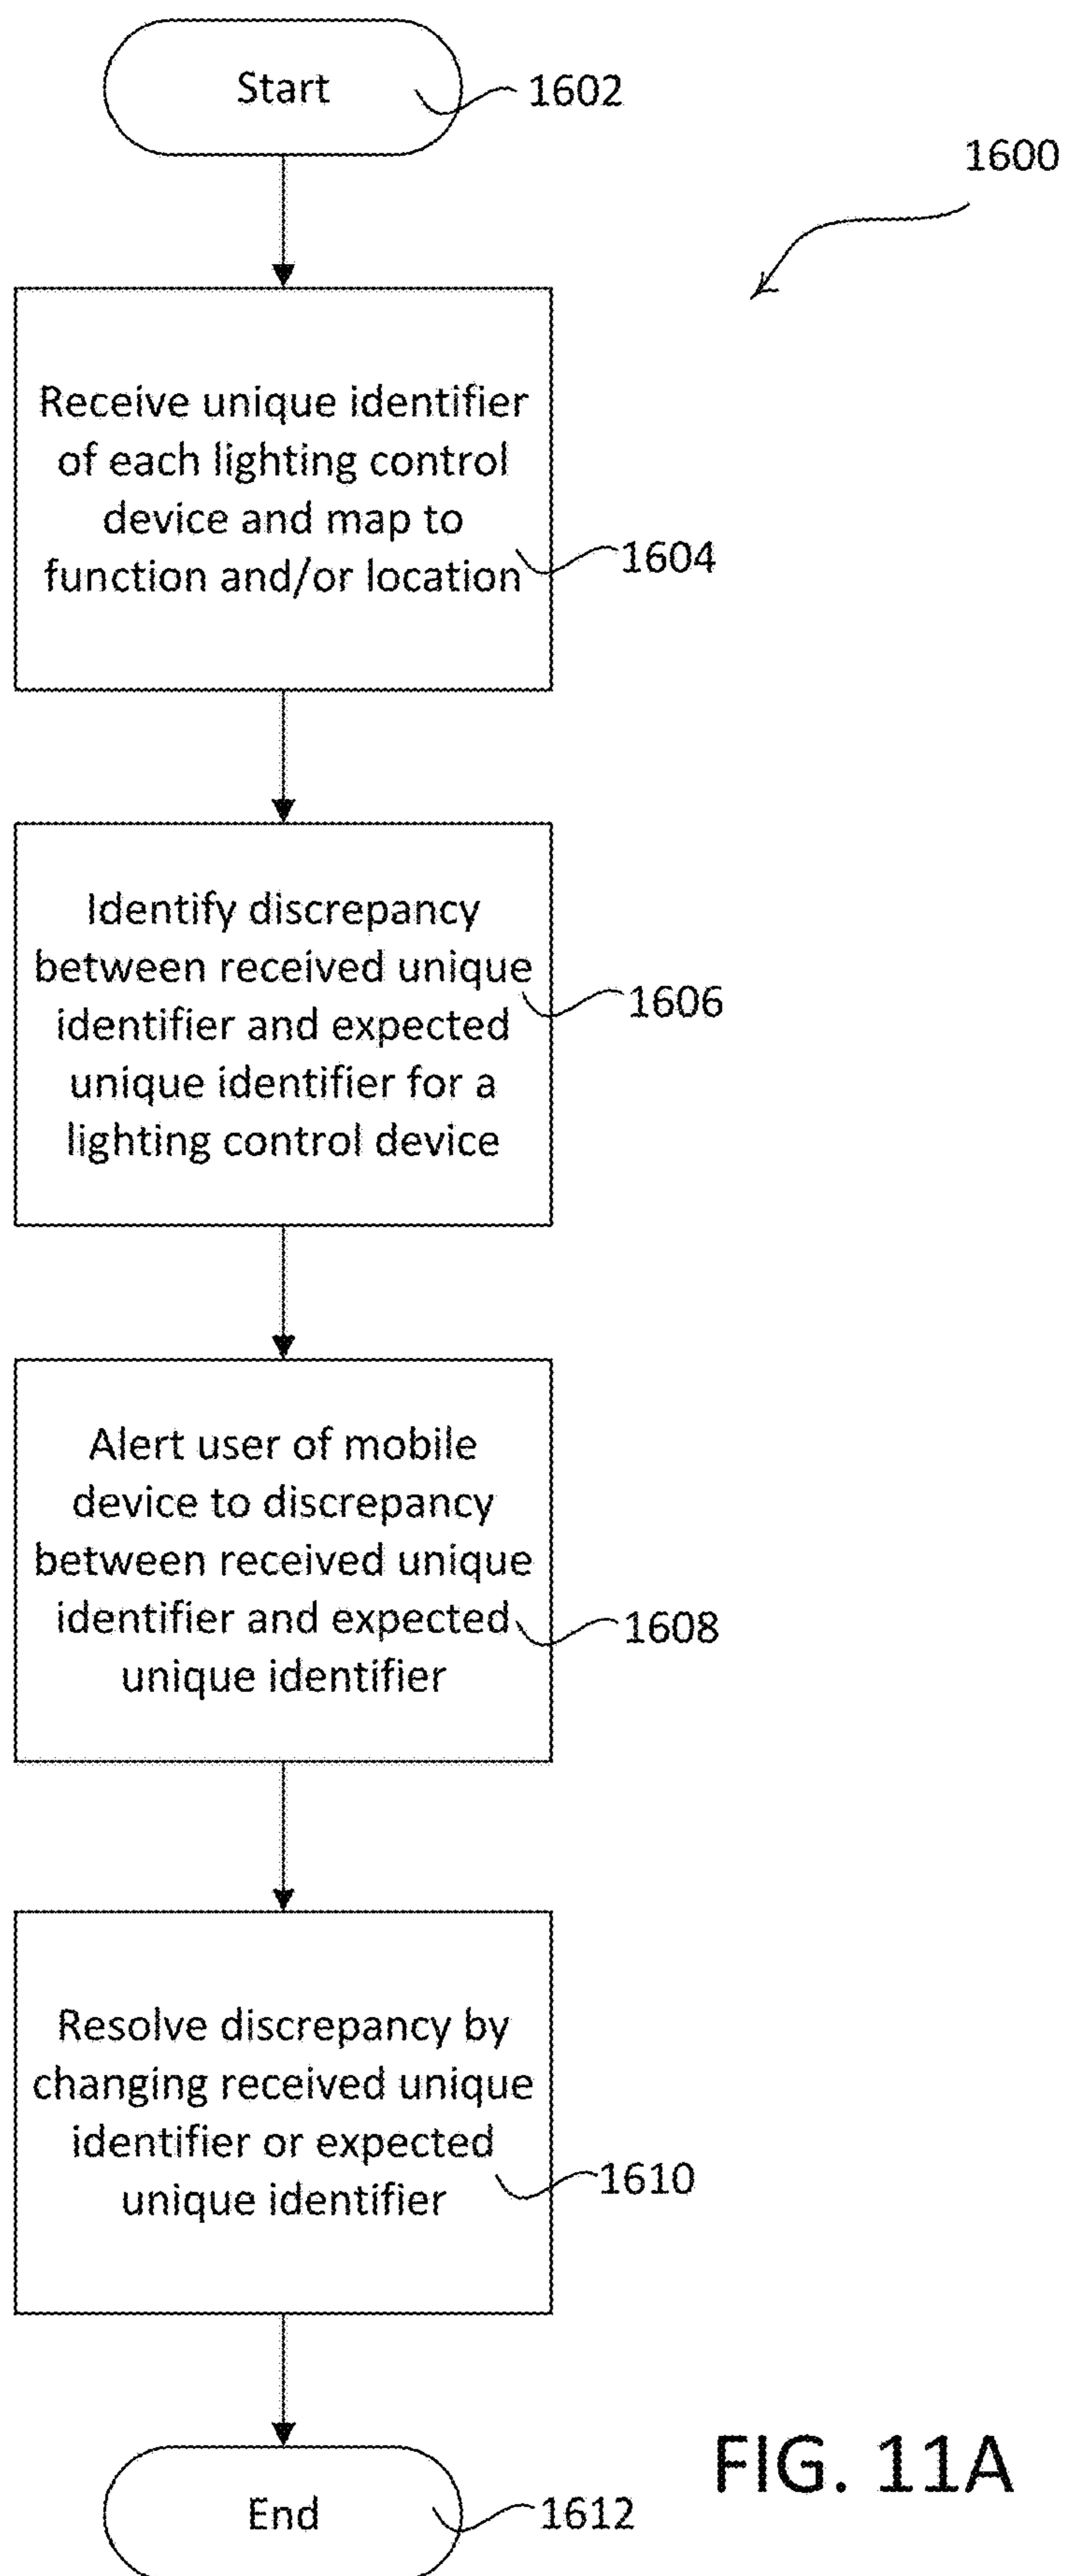 Start
1602
1600
Receive unique identifier
of each lighting control
device and map to
function and/or location
1604
Identify discrepancy
between received unique
identifier and expected
unique identifier for a
lighting control device
1606
Alert user of mobile
device to discrepancy
between received unique
identifier and expected
unique identifier
1608
Resolve discrepancy by
changing received unique
identifier or expected
unique identifier
1610
End
1612
FIG. 11A